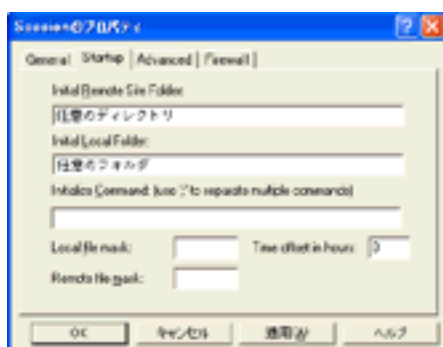 Sessionのプロパティ
General Startup Advanced Firewall
Initial Remote Site Folder:
任意のディレクトリ
Initial Local Folder:
任意のフォルダ
Initialize Command: (use ';' to separate multiple commands)
Local file mask: Time offset in hours: 0
Remote file mask:
OK キャンセル 適用(A) ヘルプ